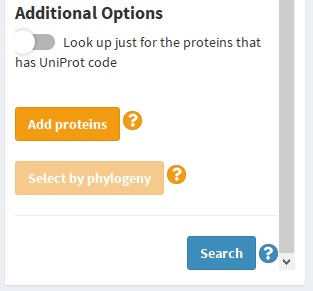 Additional Options
Look up just for the proteins that
has UniProt code
Add proteins ?
Select by phylogeny ?
Search ?